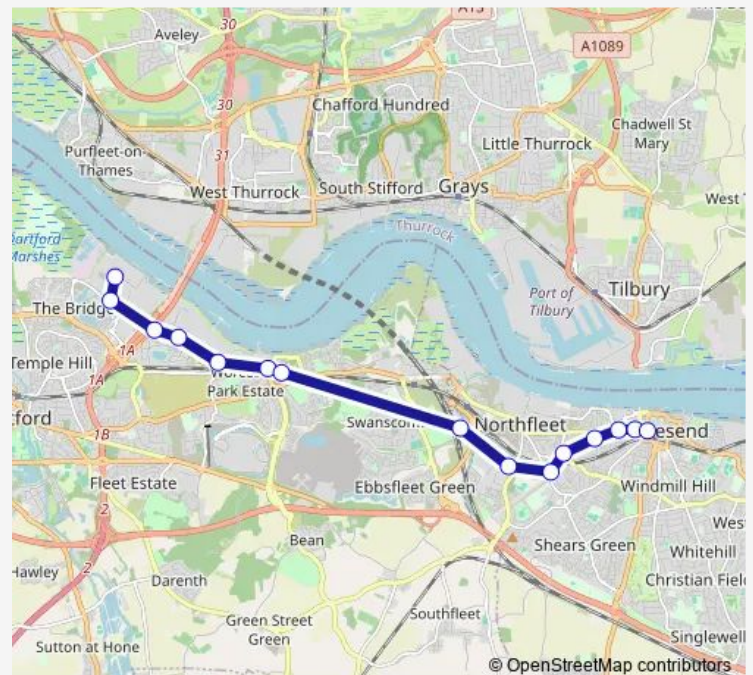 A13
30
Aveley
A1089
Chafford Hundred
30
Chadwell St
Mary
31
Little Thurrock
Purfleet-on-
Thames
West Thurrock
South Stifford
Grays
West
Thurrock
Marshes
Port of
Tilbury
Tilbury
The Bridge
1A
Temple Hill
1A
Park Estate
ford
Swanscom
Northfleet
esend
1B
Fleet Estate
Ebbsfleet Green
Windmill Hill
2
Bean
Shears Green
West
Whitehill
Hawley
2
Darenth
Christian Fiel
Green Street
Green
Southfleet
Singlewell
Sutton at Hone
© OpenStreetMap contributors